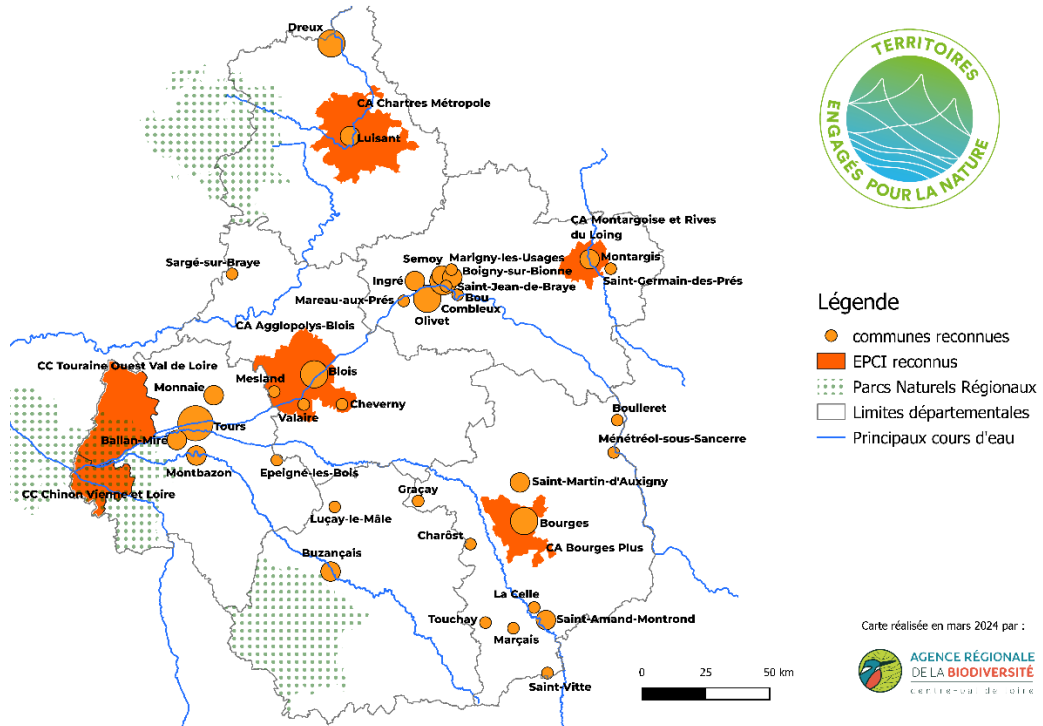 Dreux
CA Chartres Métropole
Luisant
Sargé-sur-Braye
CA Montargoise et Rives
du Loing
Montargis
Saint-Germain-des-Prés
Semoy
Marigny-les-Usages
Ingré
Boigny-sur-Bionne
Saint-Jean-de-Braye
Mareau-aux-Prés
Bou
Combleux
Olivet
CA Agglopolys-Blois
Blois
Mesland
Valaire
Cheverny
CC Touraine Ouest Val de Loire
Monnaie
Tours
Ballan-Miré
Montbazon
Epeigné-les-Bois
CC Chinon Vienne et Loire
Boulleret
Ménétréol-sous-Sancerre
Saint-Martin-d'Auxigny
Graçay
Luçay-le-Mâle
Bourges
Charôst
CA Bourges Plus
Buzançais
La Celle
Touchay
Saint-Amand-Montrond
Marçais
Saint-Vitte
0 25 50 km
TERRITOIRES
ENGAGÉS POUR LA NATURE
Légende
communes reconnues
EPCI reconnus
Parcs Naturels Régionaux
Limites départementales
Principaux cours d'eau
Carte réalisée en mars 2024 par :
AGENCE RÉGIONALE
DE LA BIODIVERSITÉ
centre-val de loire